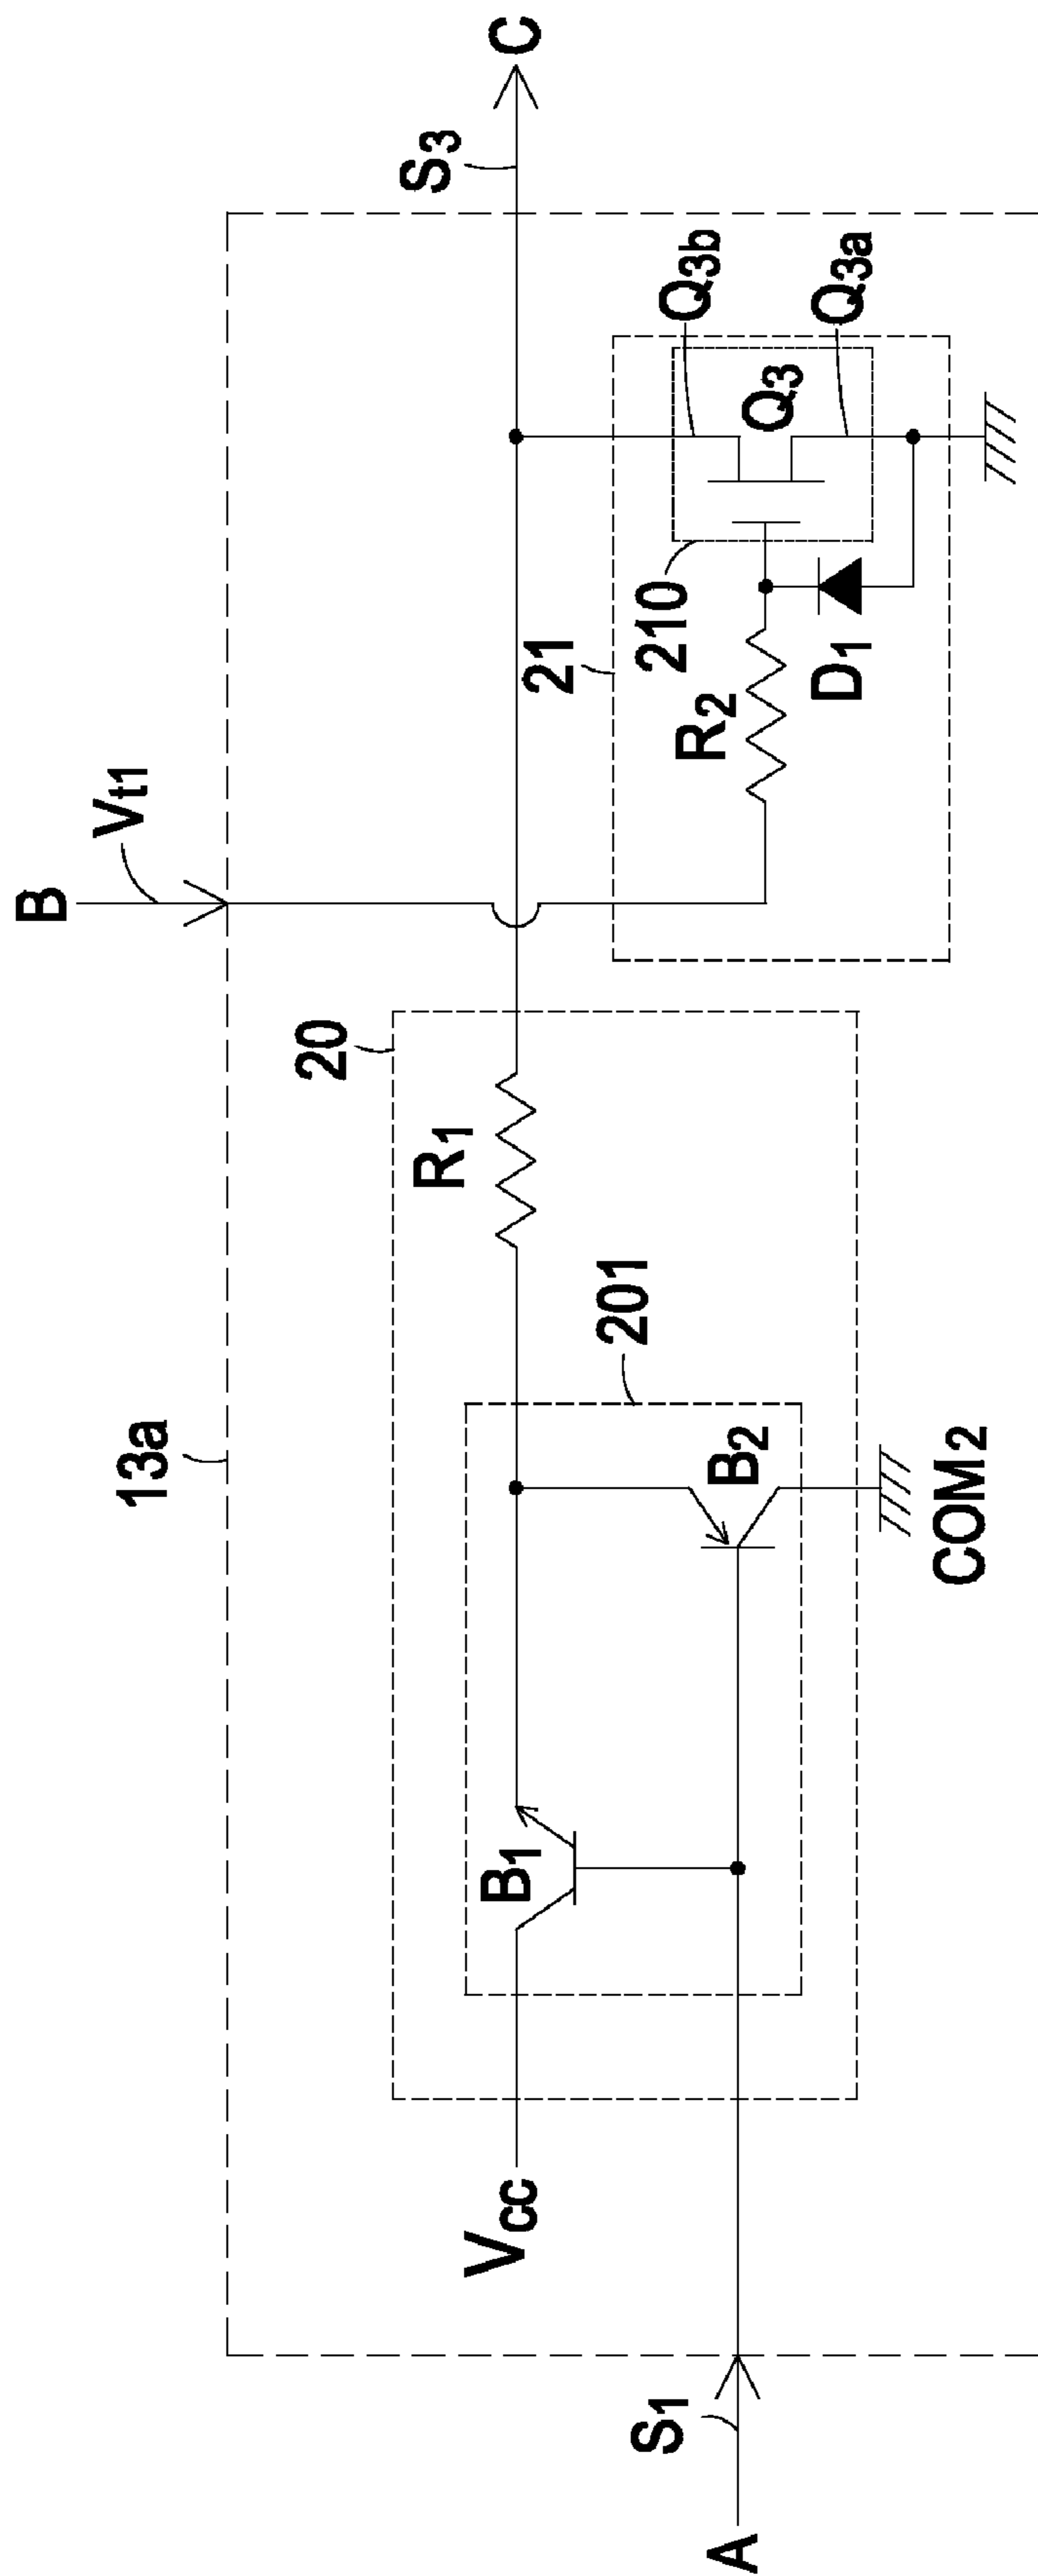 13a
B
Vt1
S3
C
20
R1
201
B1
Vcc
B2
COM2
S1
A
21
R2
210
D1
Q3
Q3b
Q3a